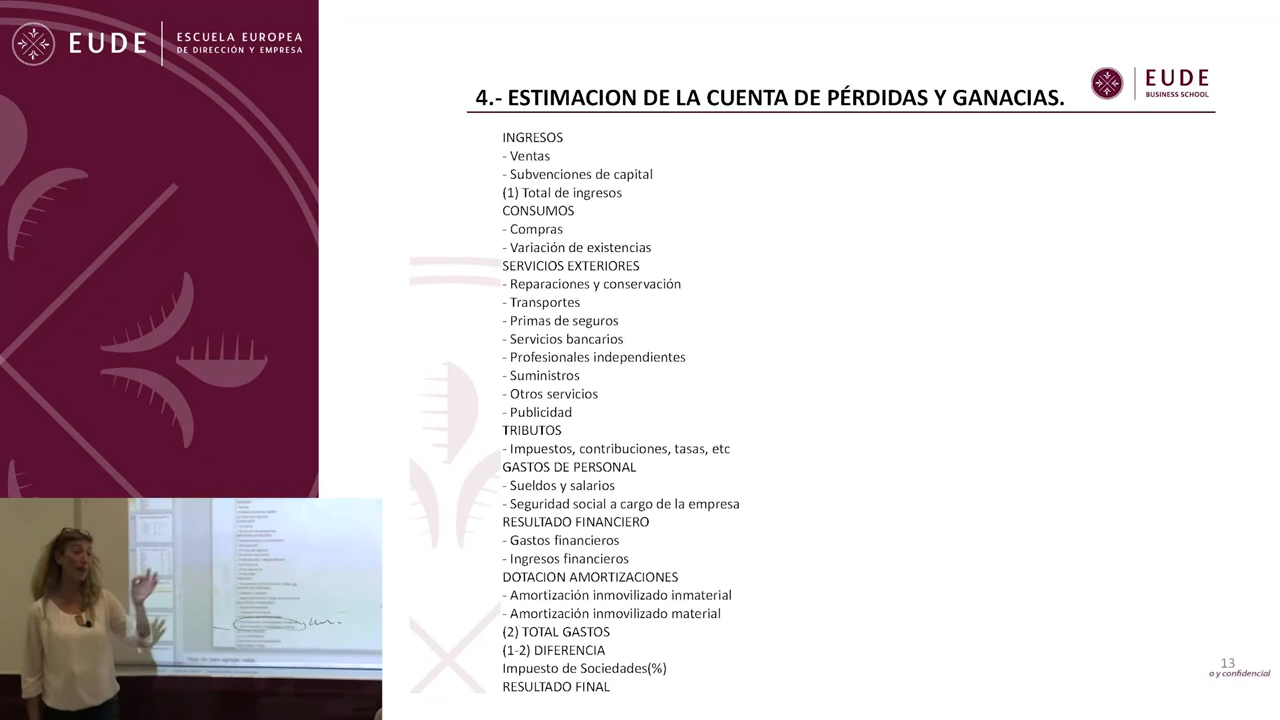 EUDE
ESCUELA EUROPEA
DE DIRECCIÓN Y EMPRESA
4.- ESTIMACION DE LA CUENTA DE PÉRDIDAS Y GANACIAS.
EUDE
BUSINESS SCHOOL
INGRESOS
- Ventas
- Subvenciones de capital
(1) Total de ingresos
CONSUMOS
- Compras
- Variación de existencias
SERVICIOS EXTERIORES
- Reparaciones y conservación
- Transportes
- Primas de seguros
- Servicios bancarios
- Profesionales independientes
- Suministros
- Otros servicios
- Publicidad
TRIBUTOS
- Impuestos, contribuciones, tasas, etc
GASTOS DE PERSONAL
- Sueldos y salarios
- Seguridad social a cargo de la empresa
RESULTADO FINANCIERO
- Gastos financieros
- Ingresos financieros
DOTACION AMORTIZACIONES
- Amortización inmovilizado inmaterial
- Amortización inmovilizado material
(2) TOTAL GASTOS
(1-2) DIFERENCIA
Impuesto de Sociedades(%)
RESULTADO FINAL
13
o y confidencial